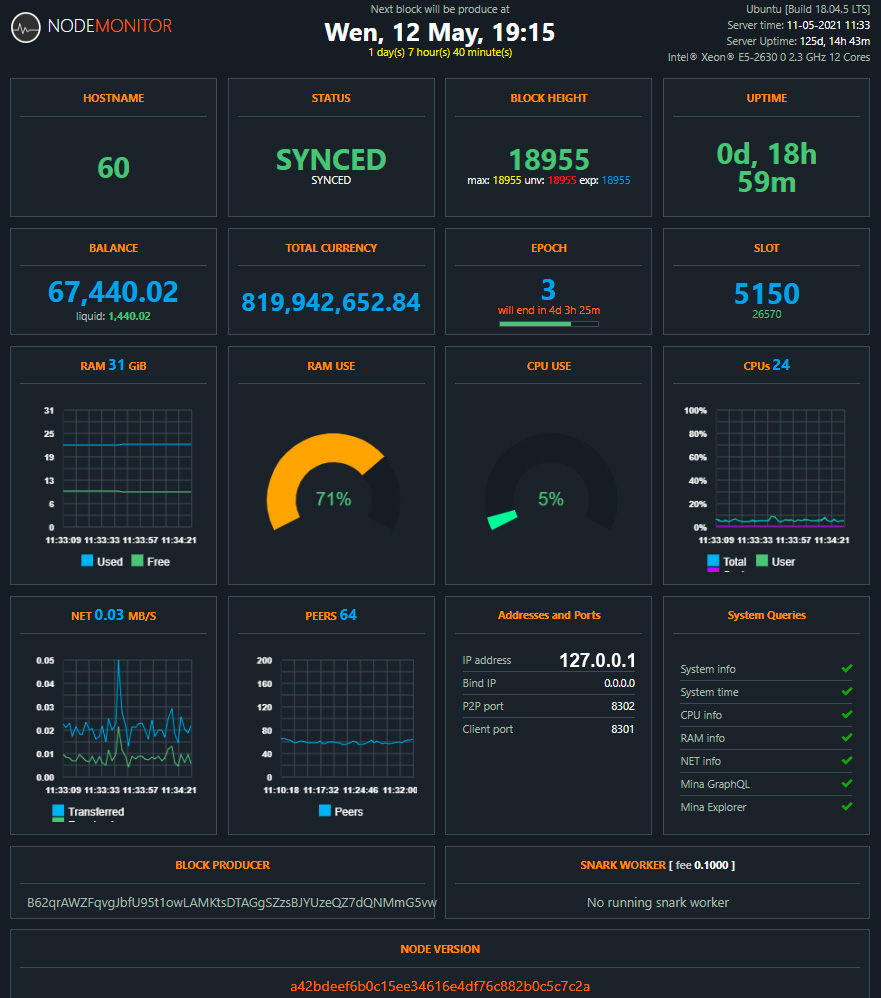 NODEMONITOR
Next block will be produce at
Wen, 12 May, 19:15
1 day(s) 7 hour(s) 40 minute(s)
Ubuntu [Build 18.04.5 LTS]
Server time: 11-05-2021 11:33
Server Uptime: 125d, 14h 43m
Intel® Xeon® E5-2630 0 2.3 GHz 12 Cores
HOSTNAME
60
STATUS
SYNCED
SYNCED
BLOCK HEIGHT
18955
max: 18955 unv: 18955 exp: 18955
UPTIME
0d, 18h
59m
BALANCE
67,440.02
liquid: 1,440.02
TOTAL CURRENCY
819,942,652.84
EPOCH
3
will end in 4d 3h 25m
SLOT
5150
26570
RAM 31 GiB
31
25
19
13
6
0
11:33:09 11:33:33 11:33:57 11:34:21
Used Free
RAM USE
71%
CPU USE
5%
CPUs 24
100%
80%
60%
40%
20%
0%
11:33:09 11:33:33 11:33:57 11:34:21
Total User
NET 0.03 MB/S
0.05
0.04
0.03
0.02
0.01
0.00
11:33:09 11:33:33 11:33:57 11:34:21
Transferred
PEERS 64
200
160
120
80
40
0
11:10:18 11:17:32 11:24:46 11:32:00
Peers
Addresses and Ports
IP address 127.0.0.1
Bind IP 0.0.0.0
P2P port 8302
Client port 8301
System Queries
System info
System time
CPU info
RAM info
NET info
Mina GraphQL
Mina Explorer
BLOCK PRODUCER
B62qrAWZFqvgJbfU95t1owLAMKtsDTAGgSZzsBJYUzeQZ7dQNMmG5vw
SNARK WORKER [ fee 0.1000 ]
No running snark worker
NODE VERSION
a42bdeef6b0c15ee34616e4df76c882b0c5c7c2a